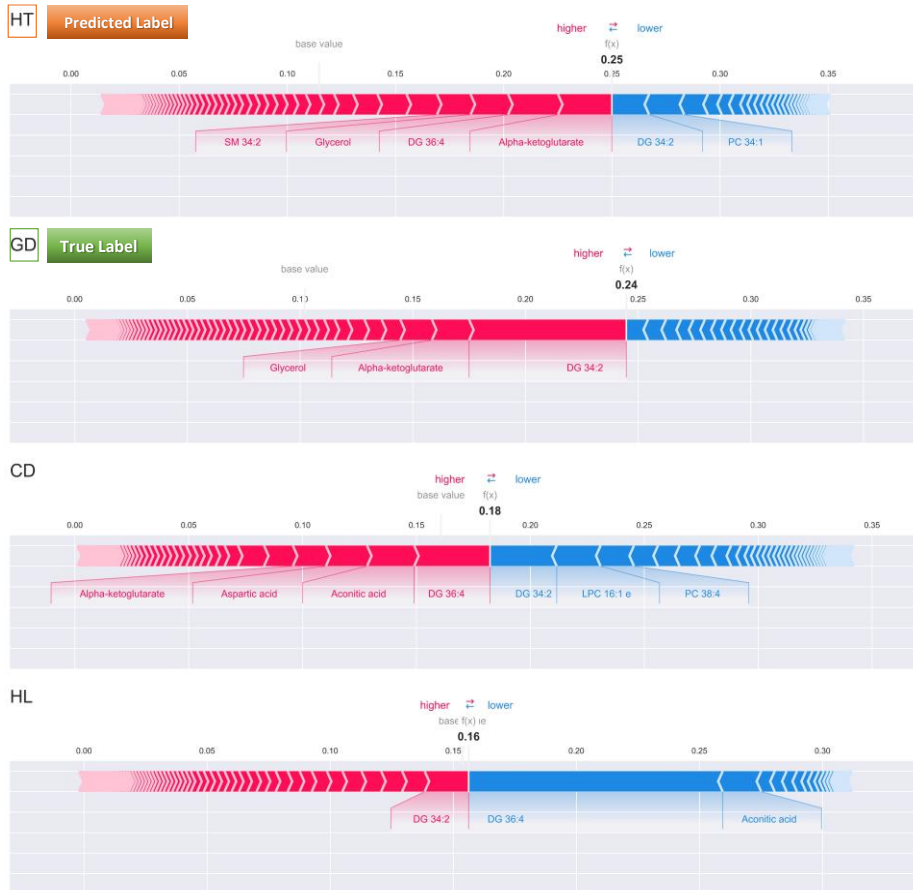 HT Predicted Label
higher ⇄ lower
base value f(x)
0.25
0.00 0.05 0.10 0.15 0.20 0.25 0.30 0.35
SM 34:2 Glycerol DG 36:4 Alpha-ketoglutarate DG 34:2 PC 34:1
GD True Label
higher ⇄ lower
base value f(x)
0.24
0.00 0.05 0.10 0.15 0.20 0.25 0.30 0.35
Glycerol Alpha-ketoglutarate DG 34:2
CD
higher ⇄ lower
base value f(x)
0.18
0.00 0.05 0.10 0.15 0.20 0.25 0.30 0.35
Alpha-ketoglutarate Aspartic acid Aconitic acid DG 36:4 DG 34:2 LPC 16:1 e PC 38:4
HL
higher ⇄ lower
base f(x)
0.16
0.00 0.05 0.10 0.15 0.20 0.25 0.30
DG 34:2 DG 36:4 Aconitic acid